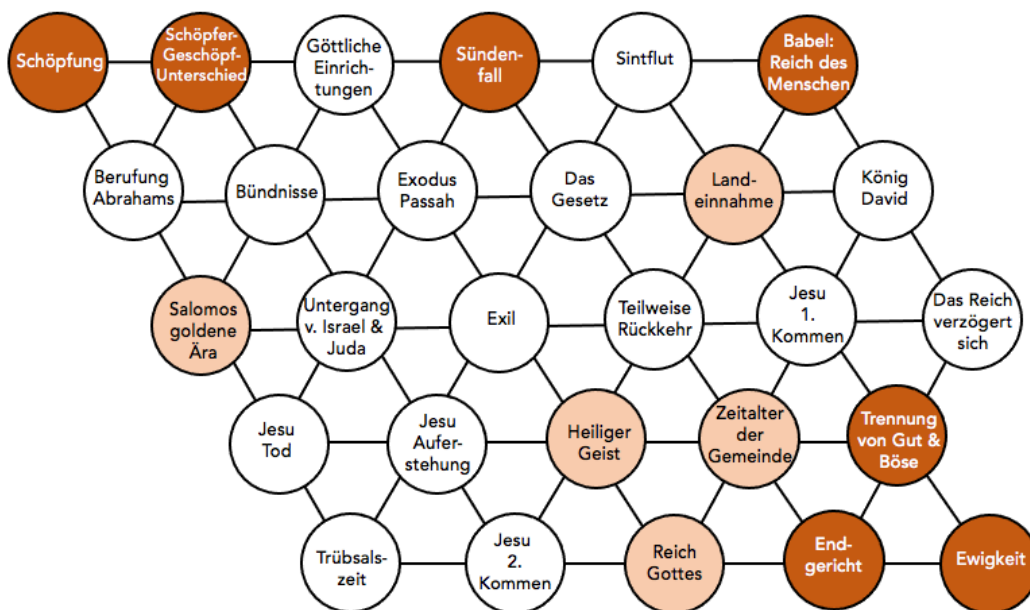 Schöpfung
Schöpfer-
Geschöpf-
Unterschied
Göttliche
Einrich-
tungen
Sünden-
fall
Sintflut
Babel:
Reich des
Menschen
Berufung
Abrahams
Bündnisse
Exodus
Passah
Das
Gesetz
Land-
einnahme
König
David
Salomos
goldene
Ära
Untergang
v. Israel &
Juda
Exil
Teilweise
Rückkehr
Jesu
1.
Kommen
Das Reich
verzögert
sich
Jesu
Tod
Jesu
Aufer-
stehung
Heiliger
Geist
Zeitalter
der
Gemeinde
Trennung
von Gut &
Böse
Trübsals-
zeit
Jesu
2.
Kommen
Reich
Gottes
End-
gericht
Ewigkeit